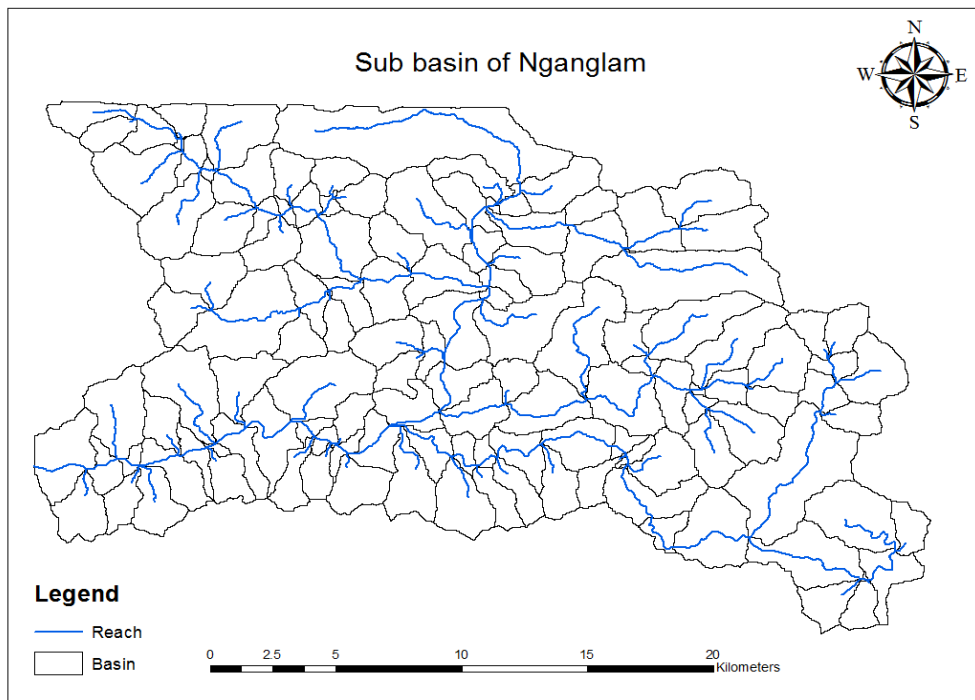 Sub basin of Nganglam
N
W E
S
Legend
Reach
Basin
0 2.5 5 10 15 20
Kilometers